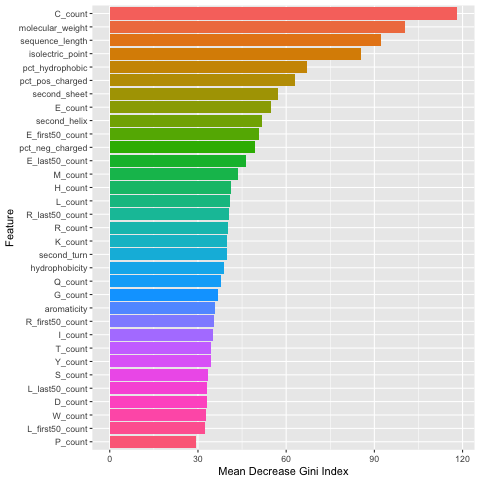 C_count
molecular_weight
sequence_length
isolectric_point
pct_hydrophobic
pct_pos_charged
second_sheet
E_count
second_helix
E_first50_count
pct_neg_charged
E_last50_count
M_count
H_count
L_count
R_last50_count
R_count
K_count
second_turn
hydrophobicity
Q_count
G_count
aromaticity
R_first50_count
I_count
T_count
Y_count
S_count
L_last50_count
D_count
W_count
L_first50_count
P_count
Feature
0 30 60 90 120
Mean Decrease Gini Index